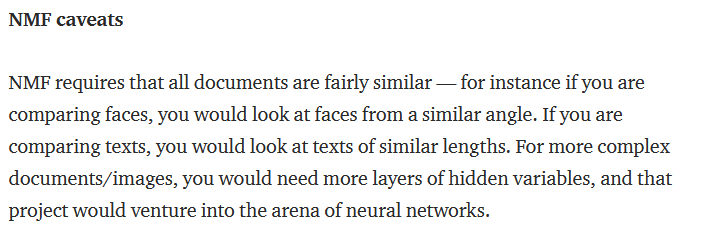 NMF caveats
NMF requires that all documents are fairly similar — for instance if you are
comparing faces, you would look at faces from a similar angle. If you are
comparing texts, you would look at texts of similar lengths. For more complex
documents/images, you would need more layers of hidden variables, and that
project would venture into the arena of neural networks.